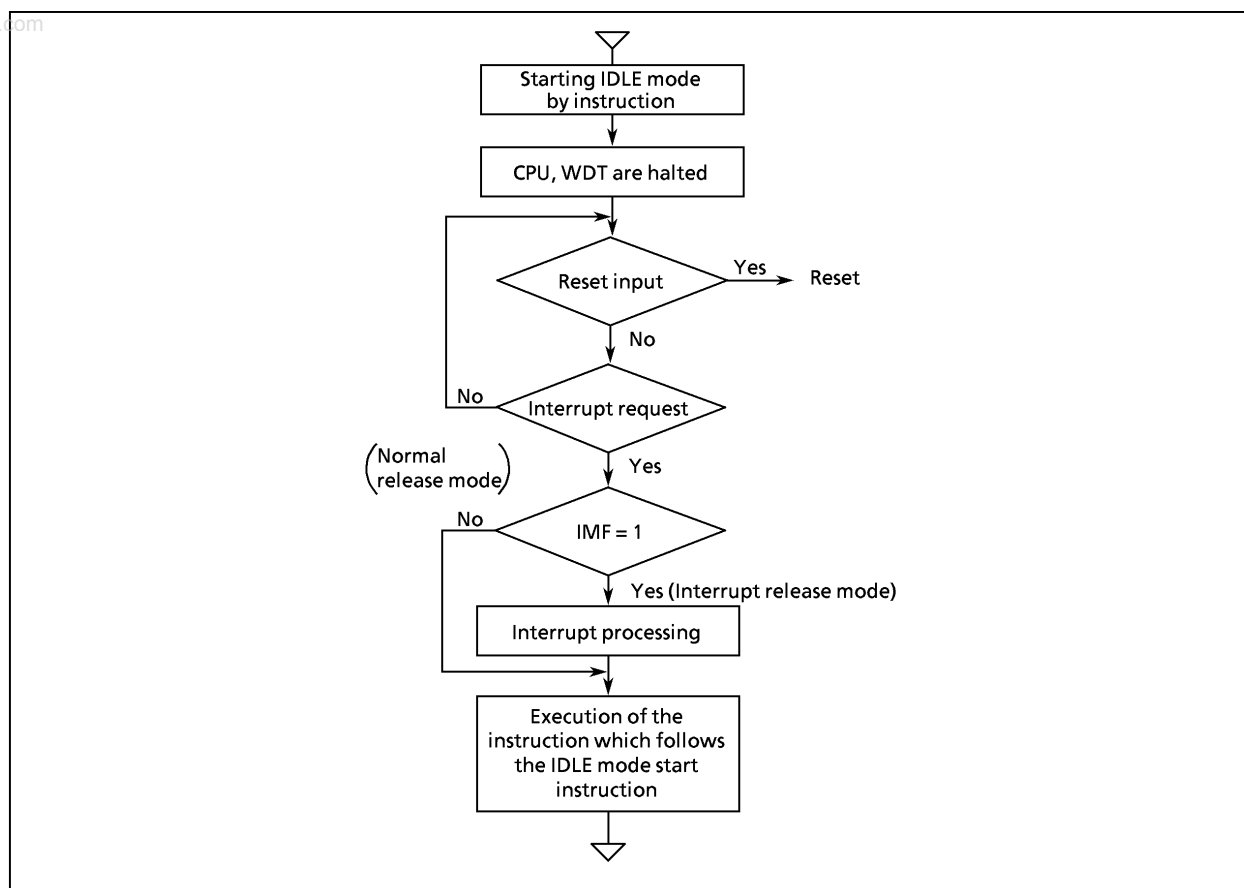 .com
Starting IDLE mode
by instruction
CPU, WDT are halted
Reset input
Yes
Reset
No
No
Interrupt request
(Normal
release mode)
Yes
No
IMF = 1
Yes (Interrupt release mode)
Interrupt processing
Execution of the
instruction which follows
the IDLE mode start
instruction